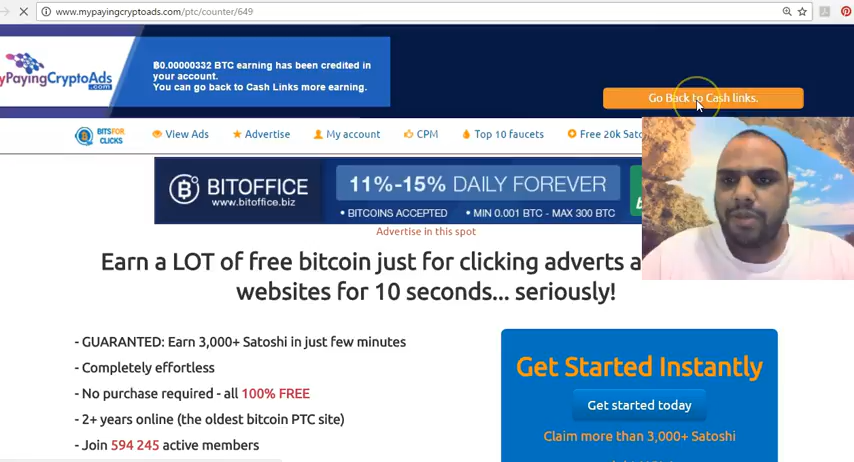 www.mypayingcryptoads.com/ptc/counter/649
yPayingCryptoAds
.com
฿0.00000332 BTC earning has been credited in
your account.
You can go back to Cash Links more earning.
Go Back to Cash links.
BITSFOR
CLICKS
View Ads
Advertise
My account
CPM
Top 10 faucets
Free 20k Sato
BITOFFICE
www.bitoffice.biz
11%-15% DAILY FOREVER
• BITCOINS ACCEPTED • MIN 0.001 BTC - MAX 300 BTC
Advertise in this spot
Earn a LOT of free bitcoin just for clicking adverts a
websites for 10 seconds... seriously!
- GUARANTED: Earn 3,000+ Satoshi in just few minutes
- Completely effortless
- No purchase required - all 100% FREE
- 2+ years online (the oldest bitcoin PTC site)
- Join 594 245 active members
Get Started Instantly
Get started today
Claim more than 3,000+ Satoshi